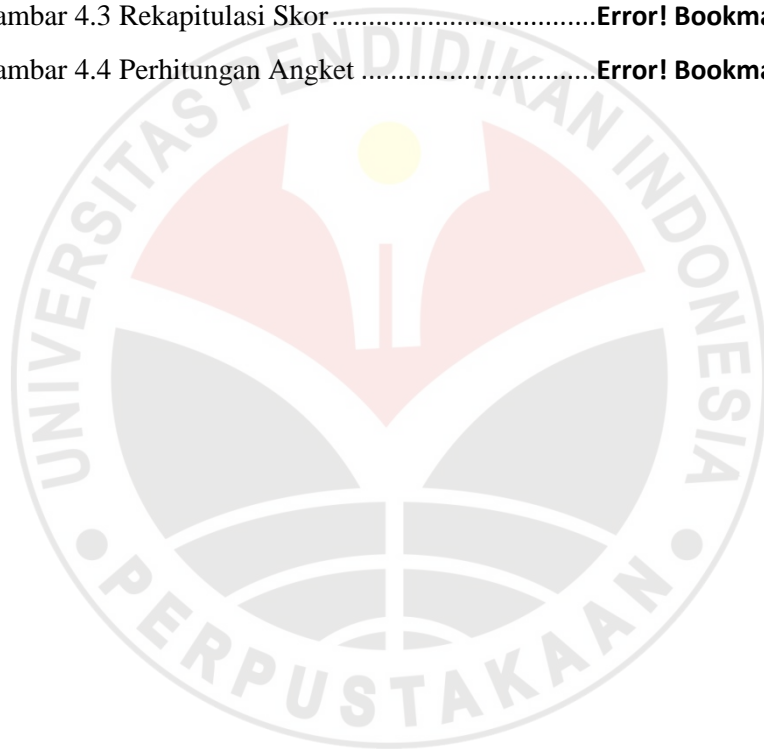 ambar 4.3 Rekapitulasi Skor....................................Error! Bookma
ambar 4.4 Perhitungan Angket ................................Error! Bookma
UNIVERSITAS PENDIDIKAN INDONESIA
PERPUSTAKAAN